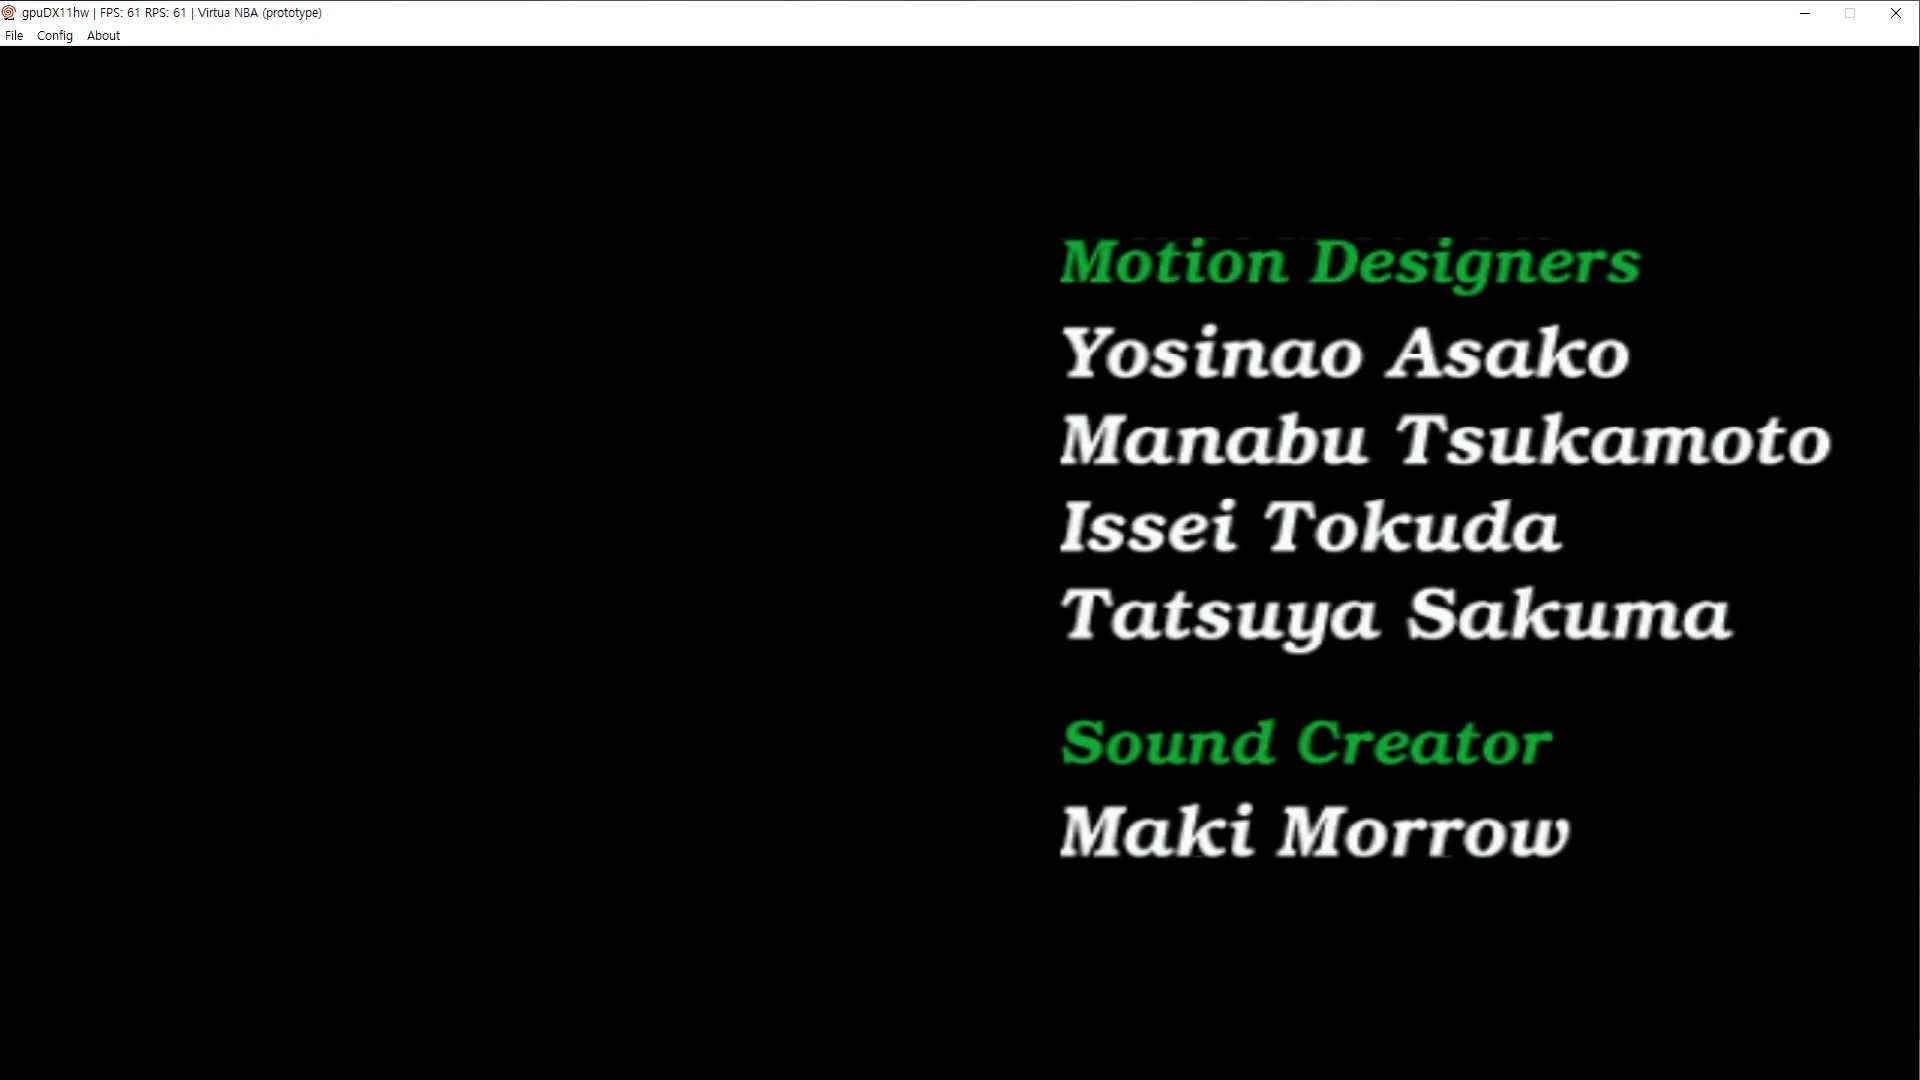 gpuDX11hw | FPS: 61 RPS: 61 | Virtua NBA (prototype)
File Config About
Motion Designers
Yosinao Asako
Manabu Tsukamoto
Issei Tokuda
Tatsuya Sakuma
Sound Creator
Maki Morrow